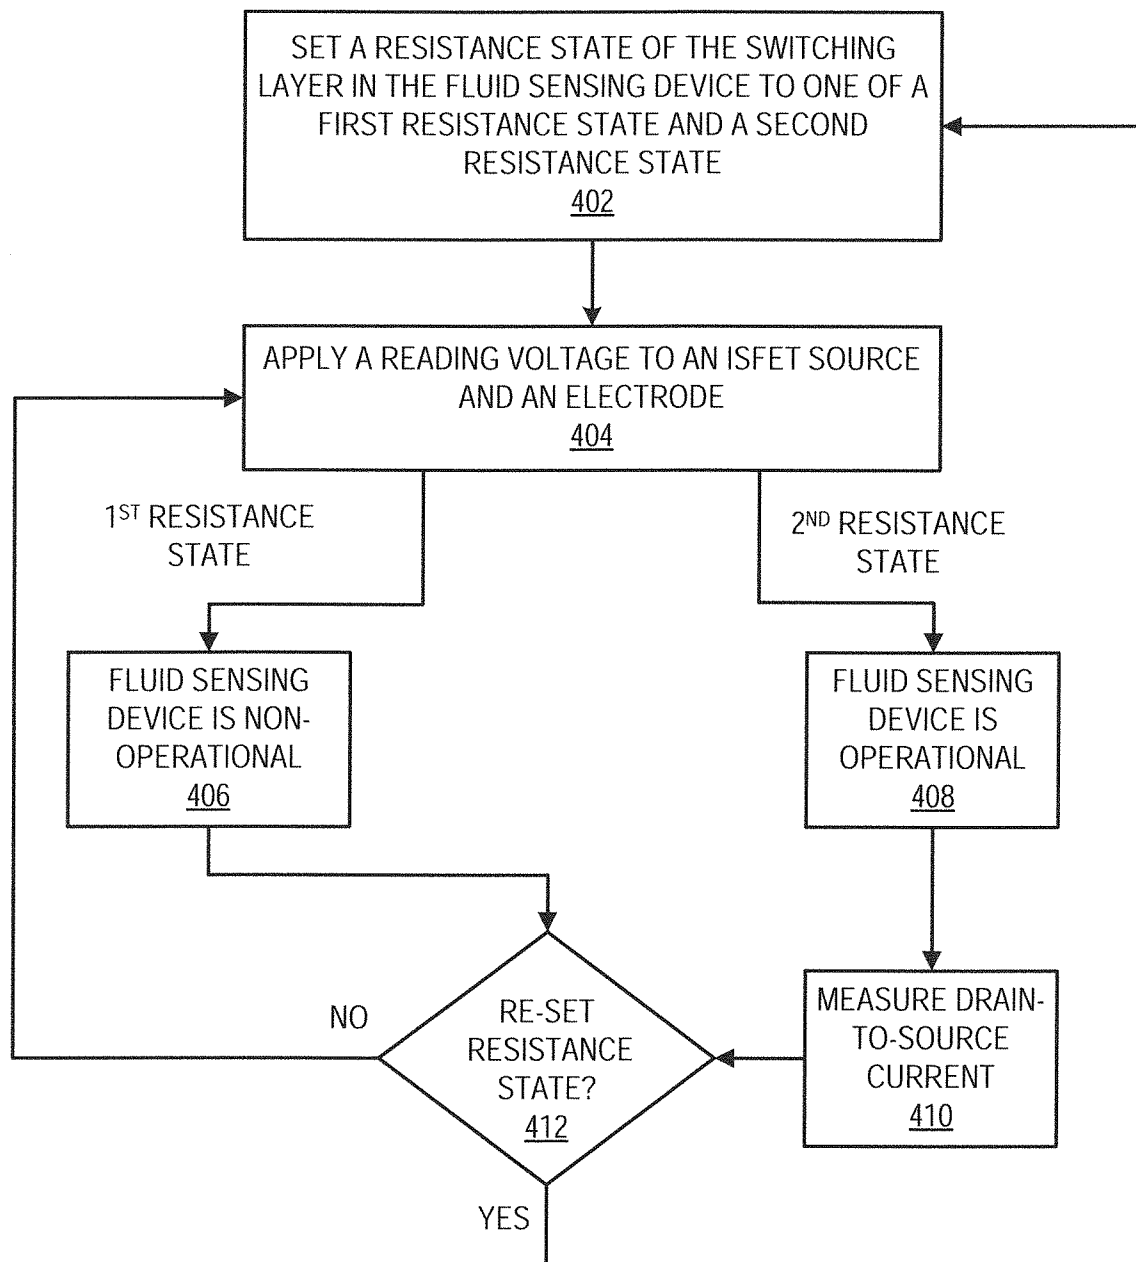 SET A RESISTANCE STATE OF THE SWITCHING
LAYER IN THE FLUID SENSING DEVICE TO ONE OF A
FIRST RESISTANCE STATE AND A SECOND
RESISTANCE STATE
402
APPLY A READING VOLTAGE TO AN ISFET SOURCE
AND AN ELECTRODE
404
1ST RESISTANCE
STATE
2ND RESISTANCE
STATE
FLUID SENSING
DEVICE IS NON-
OPERATIONAL
406
FLUID SENSING
DEVICE IS
OPERATIONAL
408
NO
RE-SET
RESISTANCE
STATE?
412
MEASURE DRAIN-
TO-SOURCE
CURRENT
410
YES